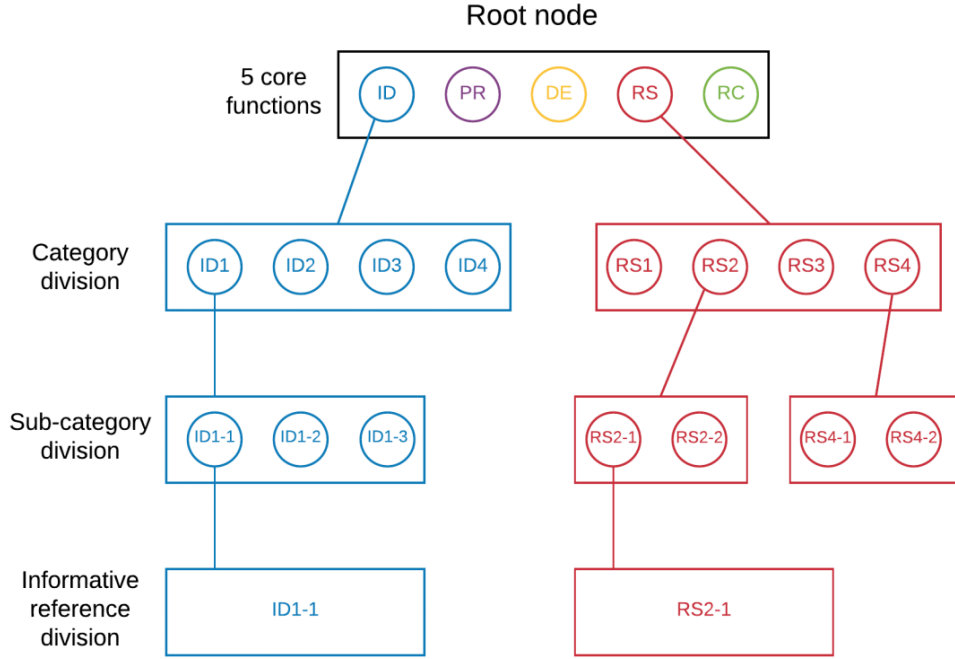 Root node
5 core
functions
ID PR DE RS RC
Category
division
ID1 ID2 ID3 ID4
RS1 RS2 RS3 RS4
Sub-category
division
ID1-1 ID1-2 ID1-3
RS2-1 RS2-2
RS4-1 RS4-2
Informative
reference
division
ID1-1
RS2-1